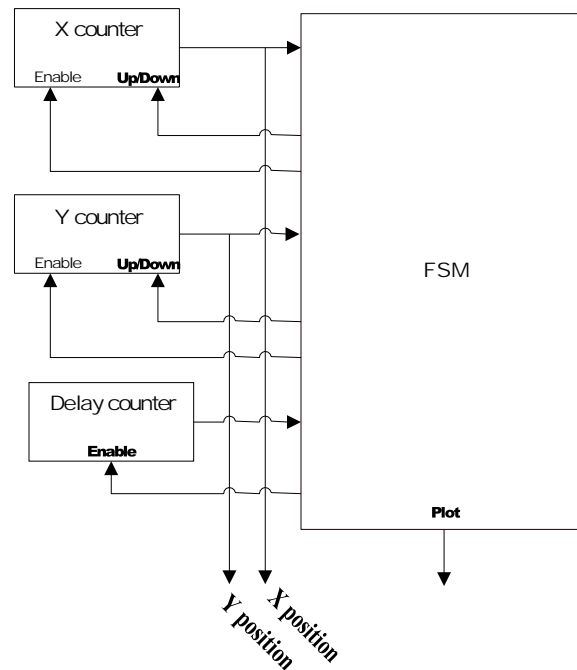 X counter
Enable Up/Down
Y counter
Enable Up/Down
FSM
Delay counter
Enable
Plot
Y position
X position